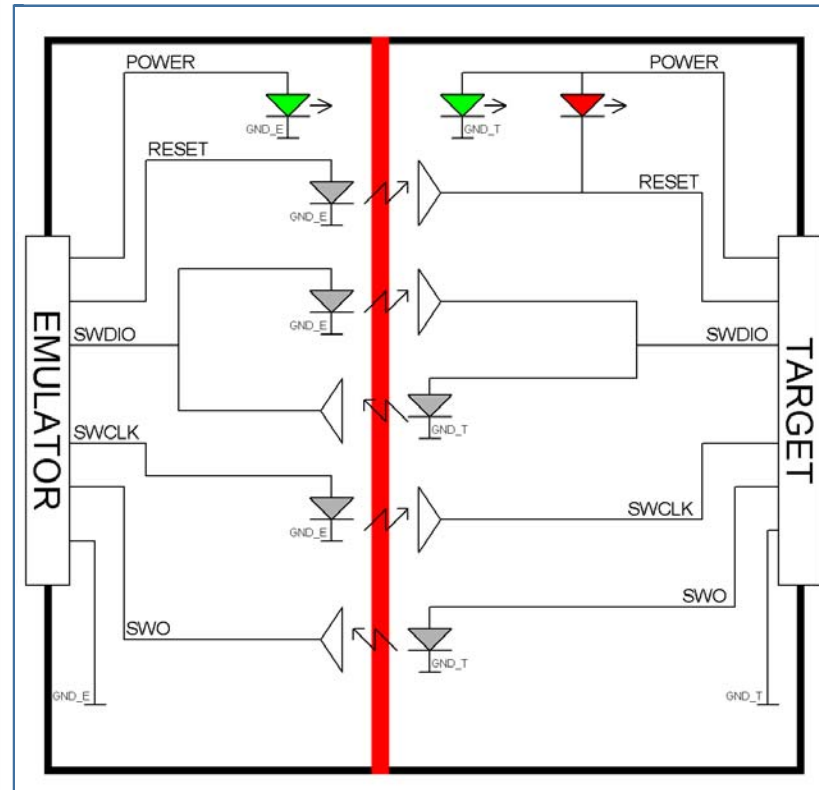 POWER
POWER
GND_E
GND_T
RESET
RESET
GND_E
EMULATOR
TARGET
SWDIO
GND_E
SWDIO
GND_T
SWCLK
GND_E
SWCLK
SWO
SWO
GND_T
GND_E
GND_T